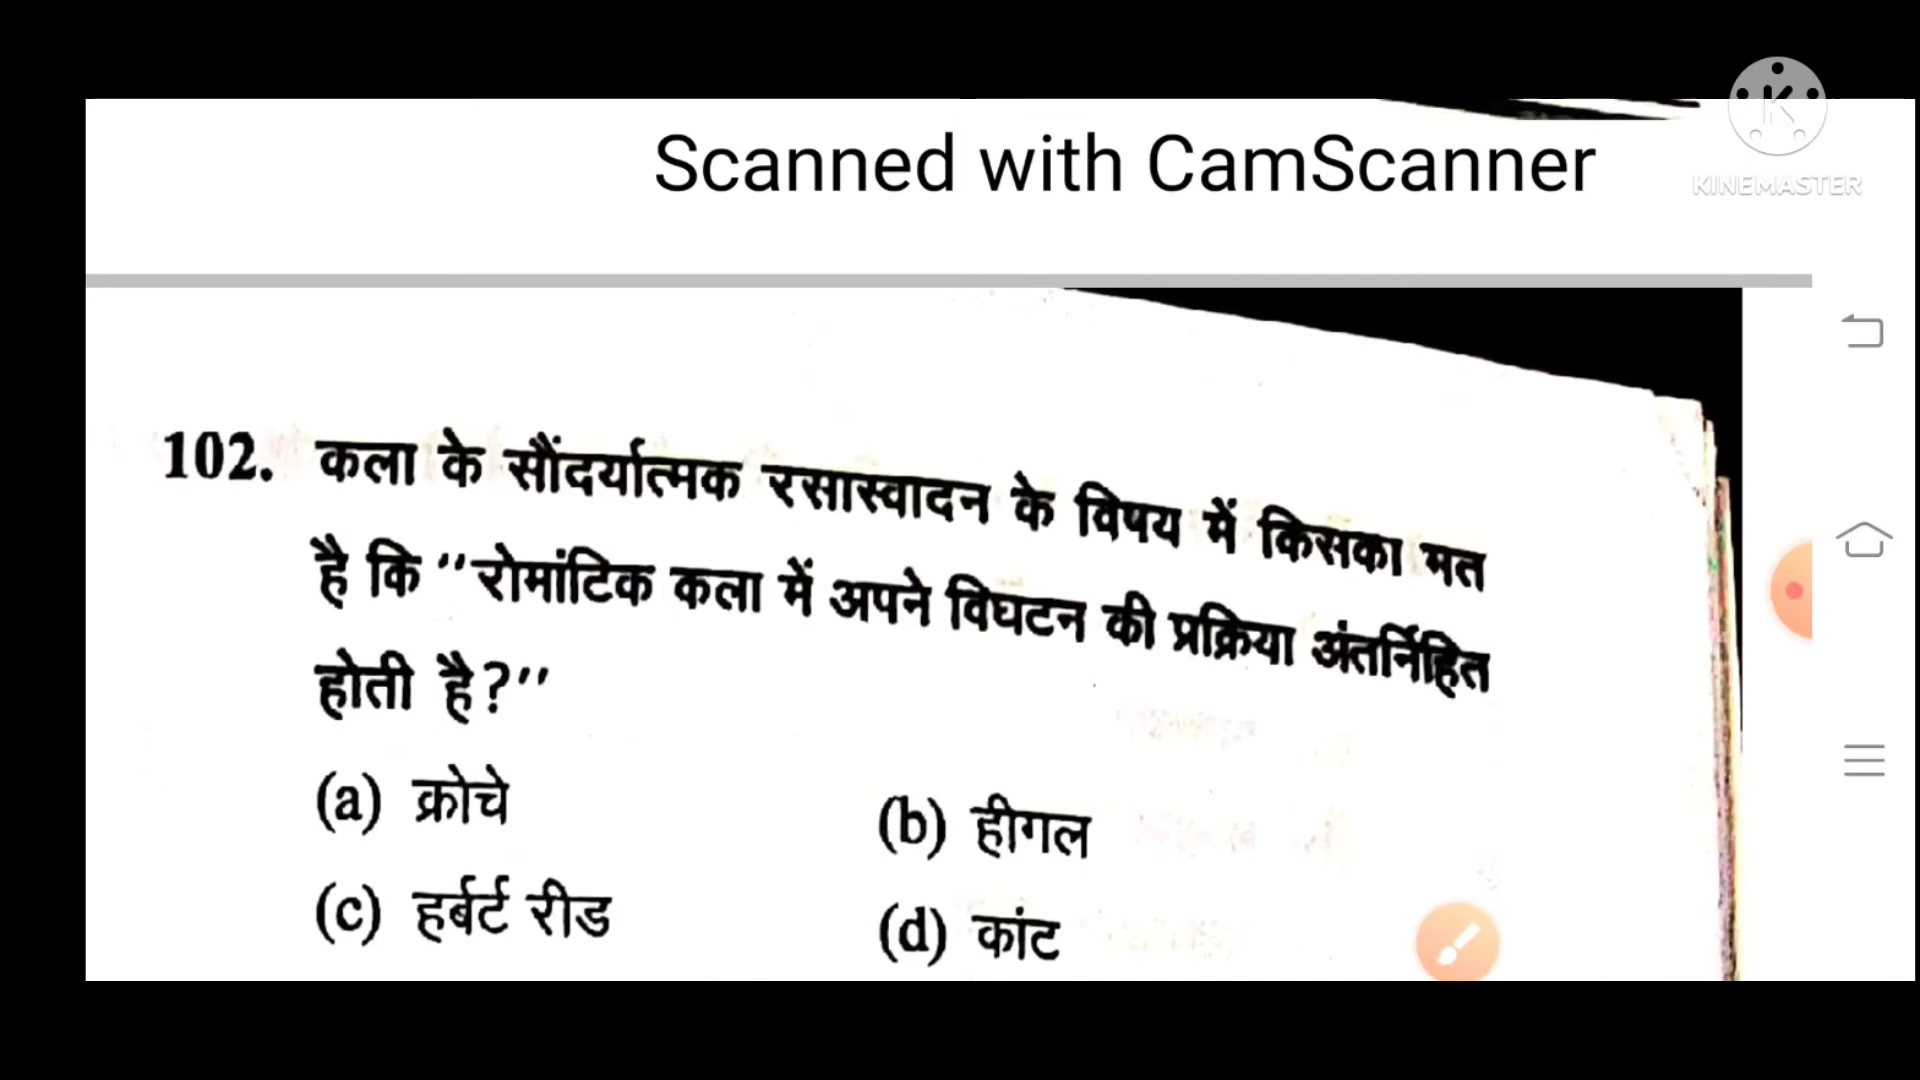 Scanned with CamScanner
KINEMASTER
102. कला के सौंदर्यात्मक रसास्वादन के विषय में किसका मत
है कि "रोमांटिक कला में अपने विघटन की प्रक्रिया अंतर्निहित
होती है?"
(a) क्रोचे
(b) हीगल
(c) हर्बर्ट रीड
(d) कांट